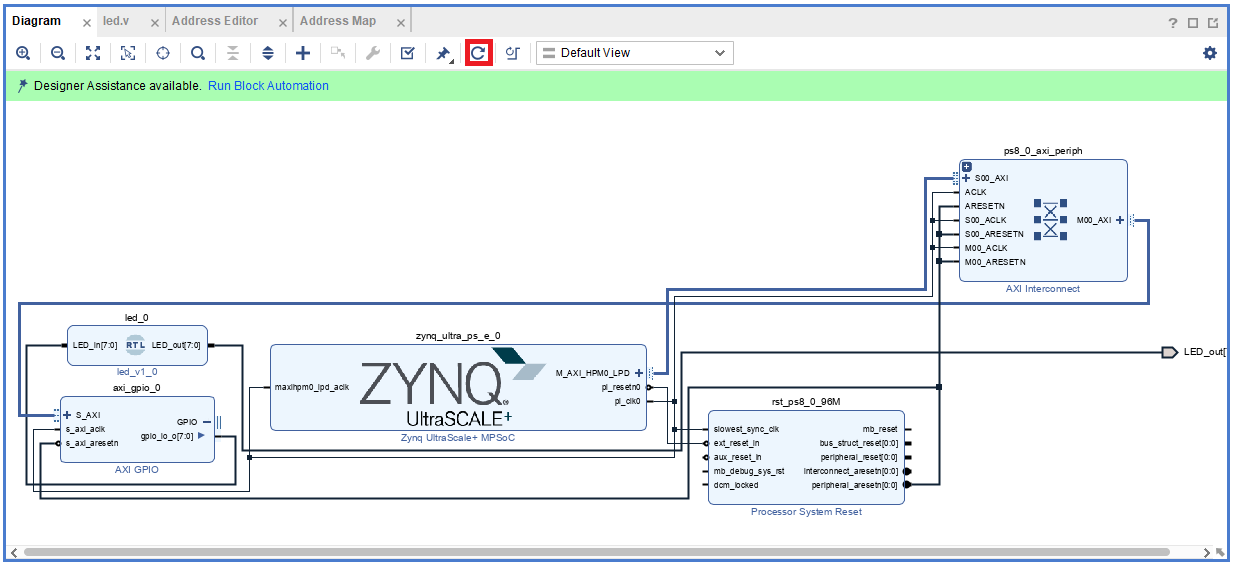 Diagram
led.v
Address Editor
Address Map
Default View
Designer Assistance available. Run Block Automation
ps8_0_axi_periph
S00_AXI
ACLK
ARESETN
S00_ACLK
S00_ARESETN
M00_ACLK
M00_ARESETN
M00_AXI
AXI Interconnect
led_0
LED_in[7:0]
RTL
LED_out[7:0]
led_v1_0
zynq_ultra_ps_e_0
maxihpm0_lpd_aclk
ZYNQ
UltraSCALE+
M_AXI_HPM0_LPD
pl_resetn0
pl_clk0
Zynq UltraScale+ MPSoC
LED_out[
axi_gpio_0
S_AXI
s_axi_aclk
s_axi_aresetn
GPIO
gpio_io_o[7:0]
AXI GPIO
rst_ps8_0_96M
slowest_sync_clk
ext_reset_in
aux_reset_in
mb_debug_sys_rst
dcm_locked
mb_reset
bus_struct_reset[0:0]
peripheral_reset[0:0]
interconnect_aresetn[0:0]
peripheral_aresetn[0:0]
Processor System Reset